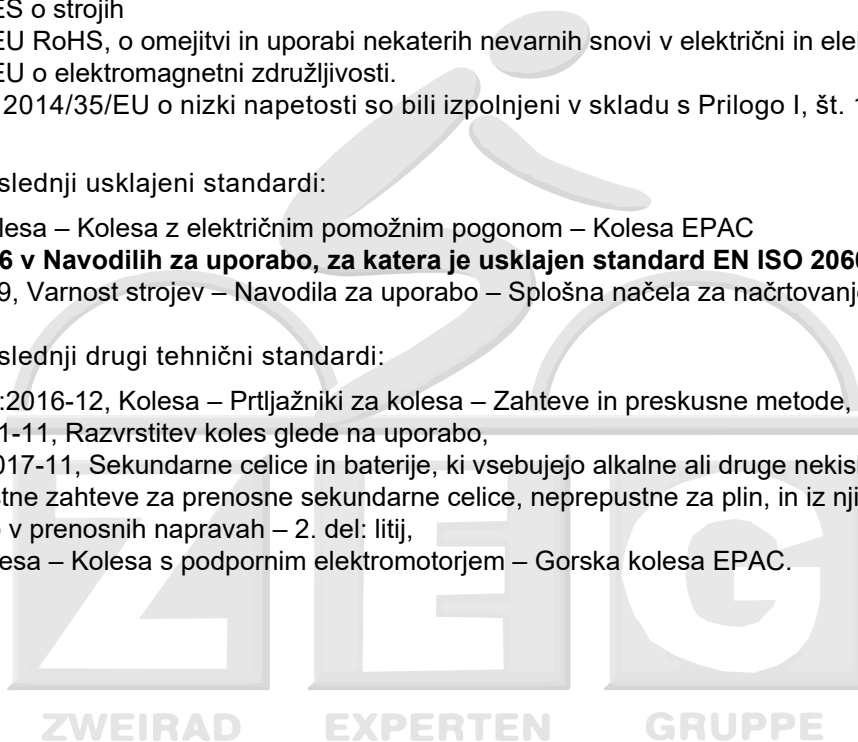 ES o strojih
EU RoHS, o omejitvi in uporabi nekaterih nevarnih snovi v električni in
EU o elektromagnetni združljivosti.
2014/35/EU o nizki napetosti so bili izpolnjeni v skladu s Prilogo I, št.
slednji usklajeni standardi:
lesa – Kolesa z električnim pomožnim pogonom – Kolesa EPAC
6 v Navodilih za uporabo, za katera je usklajen standard EN ISO 2060
9, Varnost strojev – Navodila za uporabo – Splošna načela za načrtovanje
slednji drugi tehnični standardi:
:2016-12, Kolesa – Prtljažniki za kolesa – Zahteve in preskusne metode,
1-11, Razvrstitev koles glede na uporabo,
017-11, Sekundarne celice in baterije, ki vsebujejo alkalne ali druge
stne zahteve za prenosne sekundarne celice, neprepustne za plin, in iz
v prenosnih napravah – 2. del: litij,
esa – Kolesa s podpornim elektromotorjem – Gorska kolesa EPAC.
ZEG
ZWEIRAD EXPERTEN GRUPPE